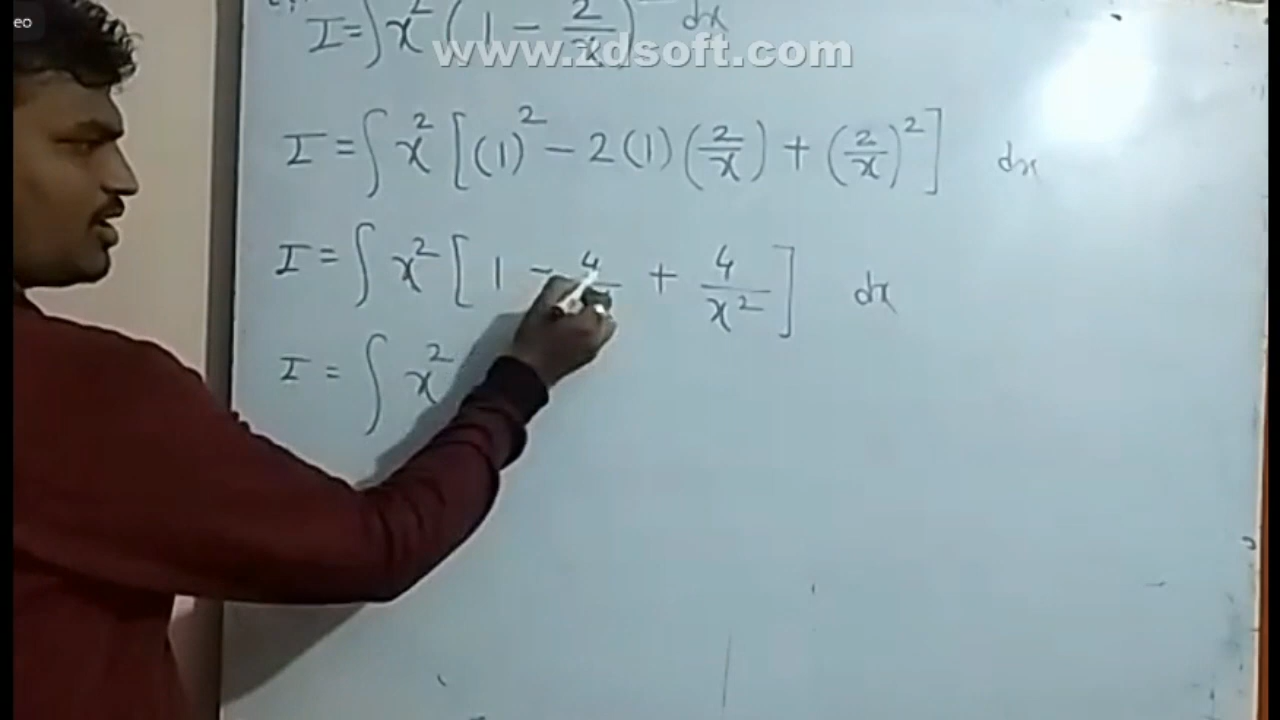 eo
I = ∫ x² (1 - 2/x) dx
www.zdsoft.com
I = ∫ x² [(1)² - 2(1)(2/x) + (2/x)²] dx
I = ∫ x² [1 - 4/x + 4/x²] dx
I = ∫ x²